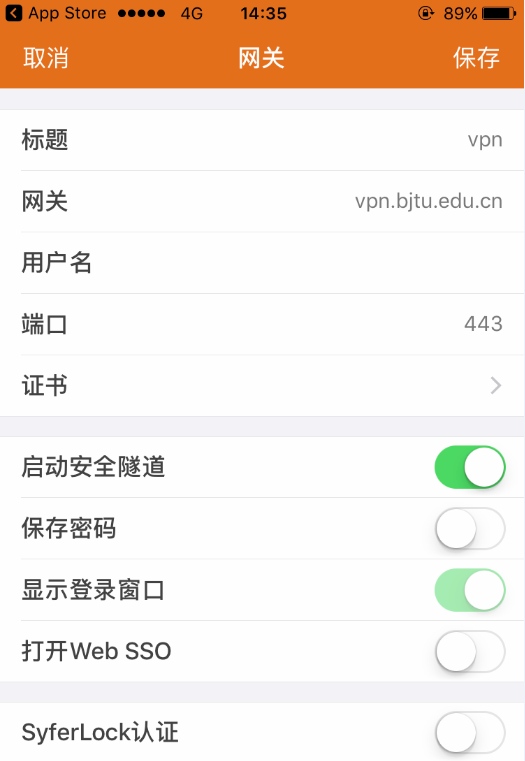 App Store 4G 14:35 89%
取消 网关 保存
标题 vpn
网关 vpn.bjtu.edu.cn
用户名
端口 443
证书
启动安全隧道
保存密码
显示登录窗口
打开Web SSO
SyferLock认证